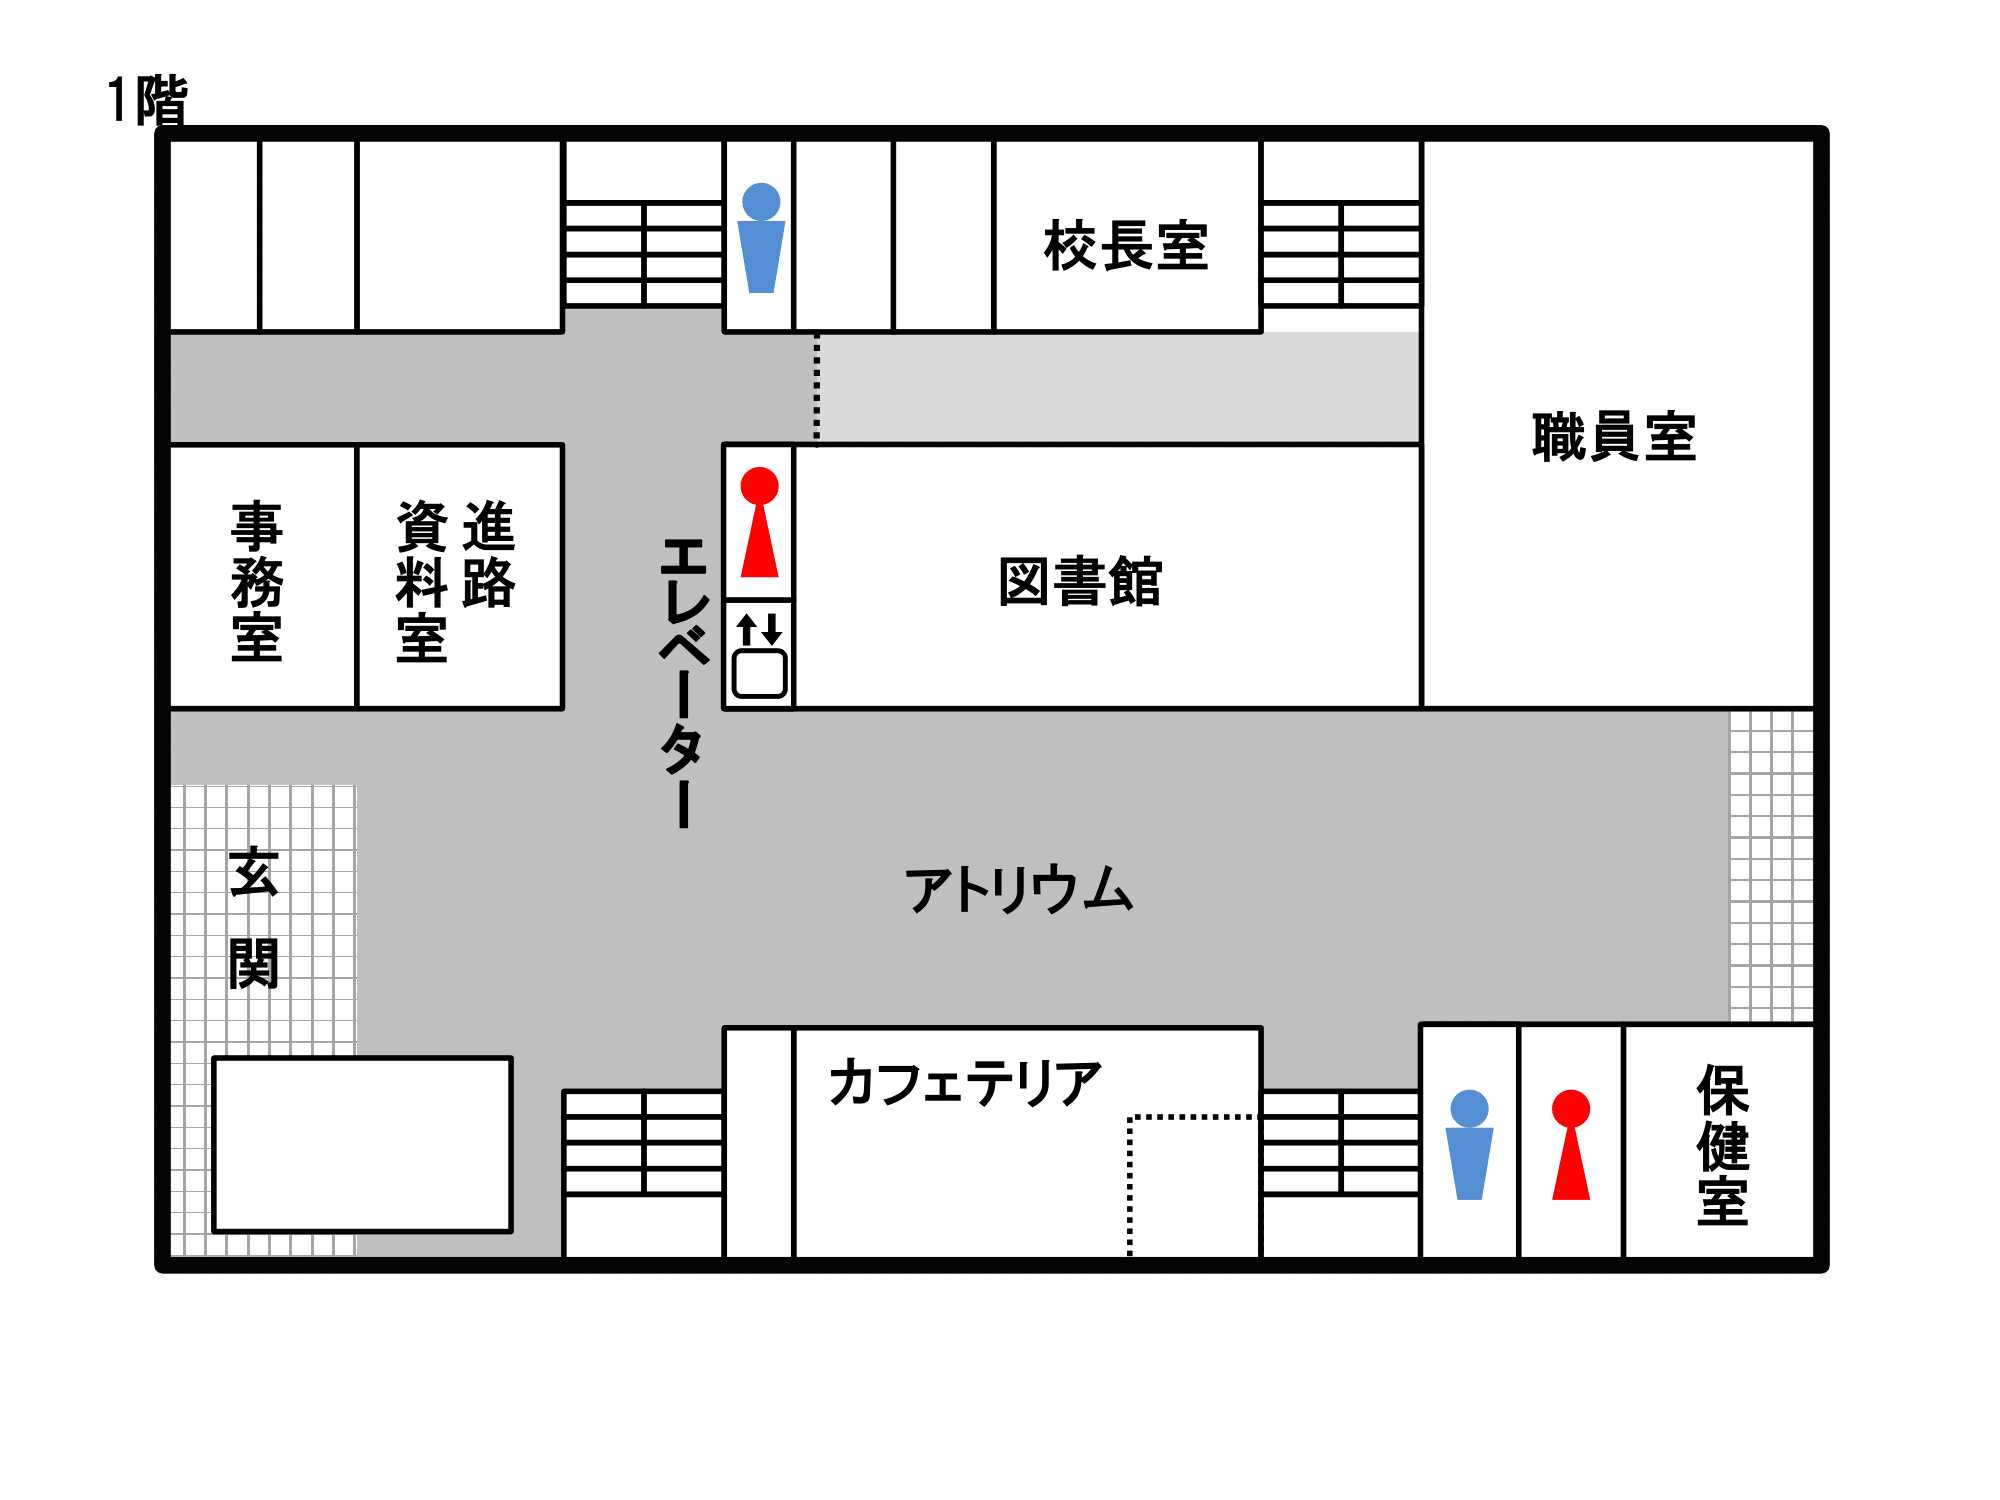 1階
校長室
職員室
事務室
進路
資料室
エレベーター
図書館
玄関
アトリウム
カフェテリア
保健室